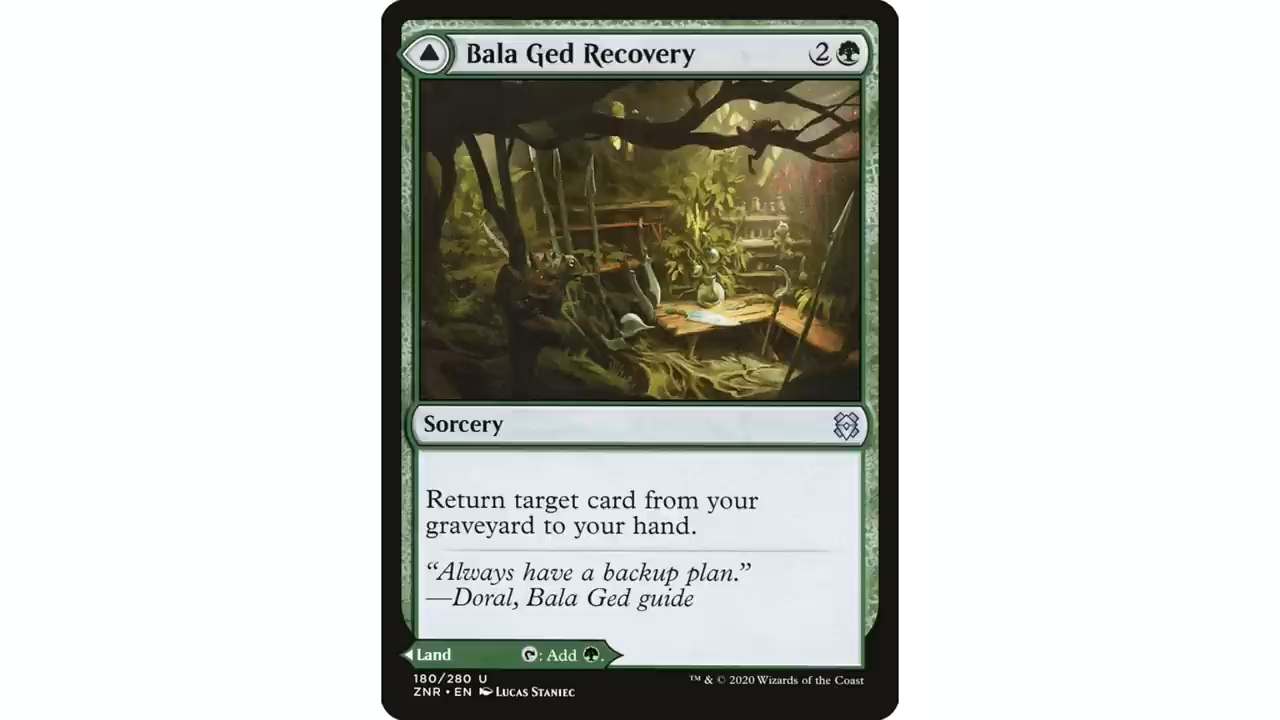 Bala Ged Recovery 2
Sorcery
Return target card from your
graveyard to your hand.
“Always have a backup plan.”
—Doral, Bala Ged guide
Land : Add .
180/280 U
ZNR • EN Lucas Staniec
™ & © 2020 Wizards of the Coast